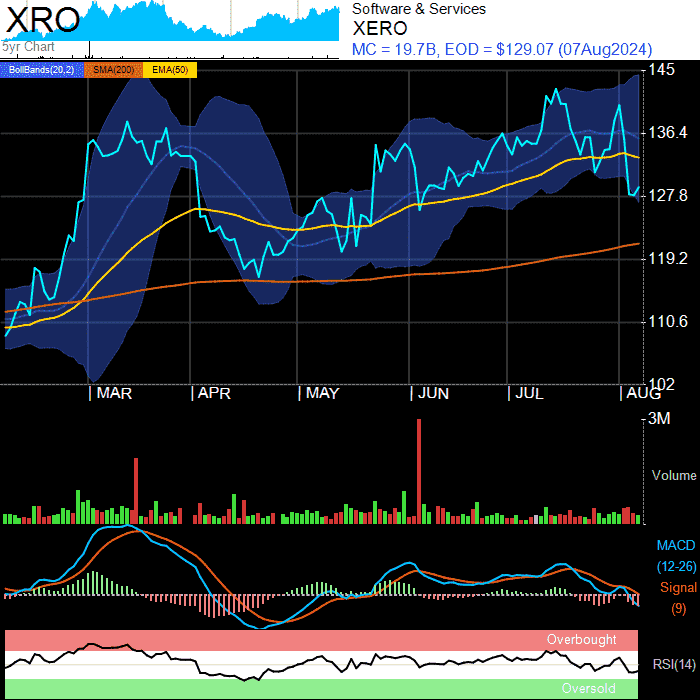 XRO
5yr Chart
Software & Services
XERO
MC = 19.7B, EOD = $129.07 (07Aug2024)
BollBands(20,2) SMA(200) EMA(50)
145
136.4
127.8
119.2
110.6
102
MAR APR MAY JUN JUL AUG
3M
Volume
MACD
(12-26)
Signal
(9)
Overbought
RSI(14)
Oversold